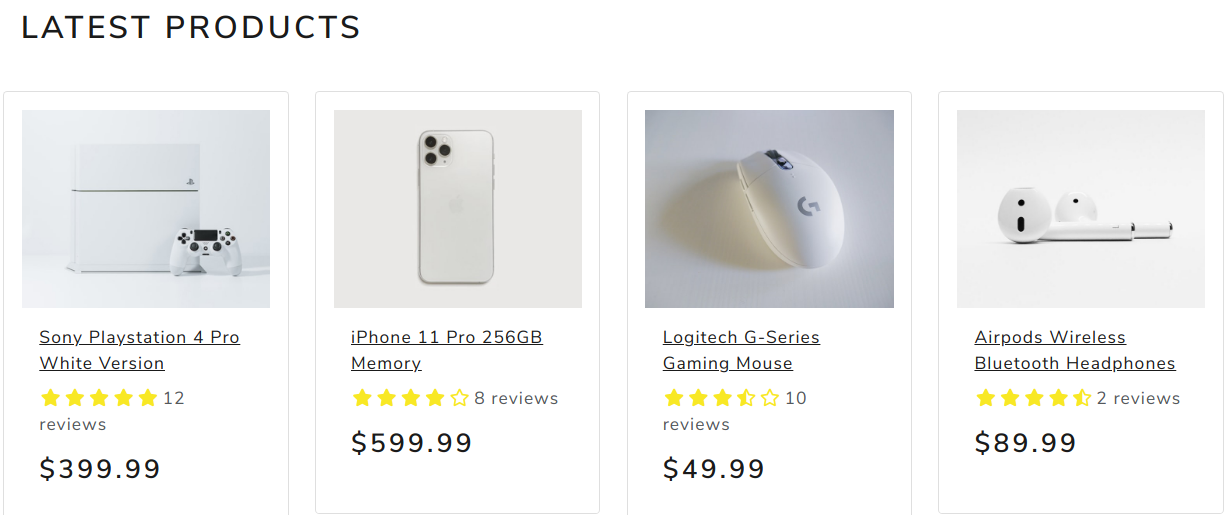 LATEST PRODUCTS
Sony Playstation 4 Pro
White Version
12
reviews
$399.99
iPhone 11 Pro 256GB
Memory
8 reviews
$599.99
Logitech G-Series
Gaming Mouse
10
reviews
$49.99
Airpods Wireless
Bluetooth Headphones
2 reviews
$89.99